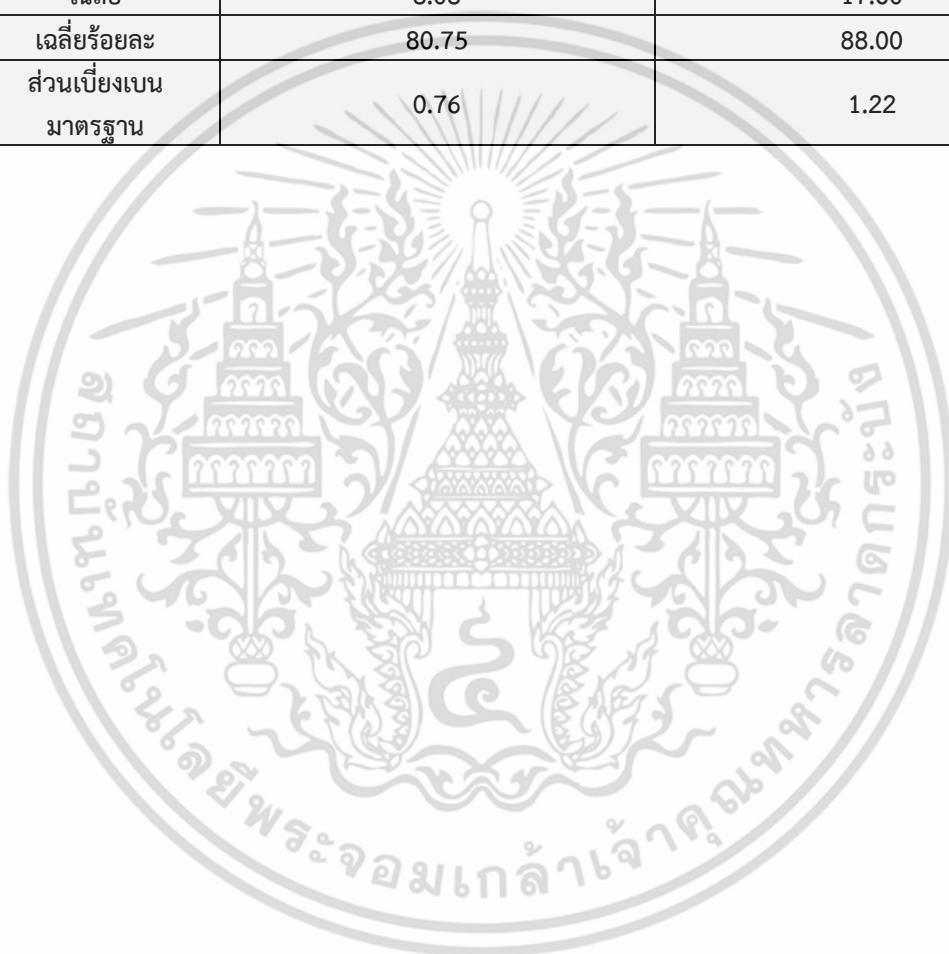 เฉลี่ยร้อยละ 80.75 88.00
ส่วนเบี่ยงเบน
มาตรฐาน 0.76 1.22
สถาบันเทคโนโลยีพระจอมเกล้าเจ้าคุณทหารลาดกระบัง
๔